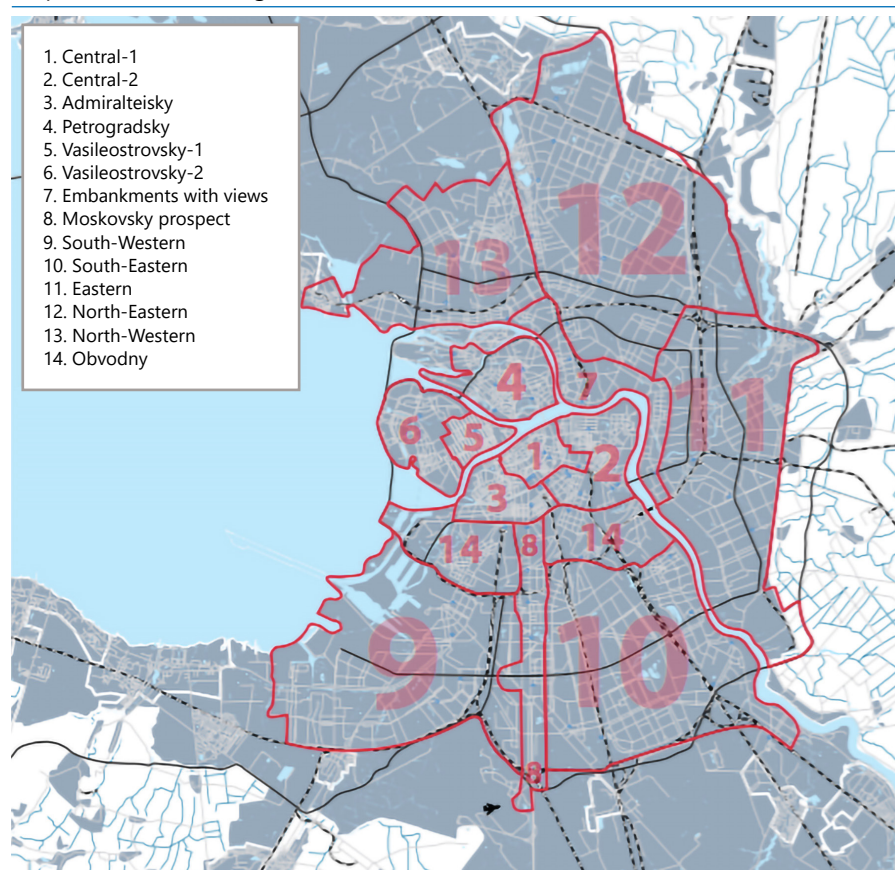 1. Central-1
2. Central-2
3. Admiralteisky
4. Petrogradsky
5. Vasileostrovsky-1
6. Vasileostrovsky-2
7. Embankments with views
8. Moskovsky prospect
9. South-Western
10. South-Eastern
11. Eastern
12. North-Eastern
13. North-Western
14. Obvodny
12
13
4
7
11
6
5
1
2
3
14
8
14
9
10
8